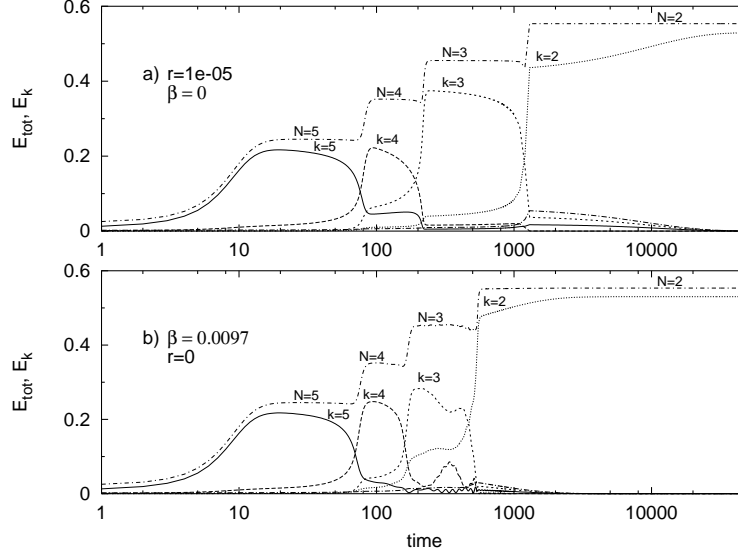 0.6
N=2
N=3
k=2
a) r=1e-05
k=3
β=0
N=4
0.4
E_tot, E_k
N=5
k=4
k=5
0.2
0
1 10 100 1000 10000
0.6
N=2
k=2
b) β=0.0097
N=3
r=0
N=4
k=3
0.4
E_tot, E_k
N=5
k=4
k=5
0.2
0
1 10 100 1000 10000
time